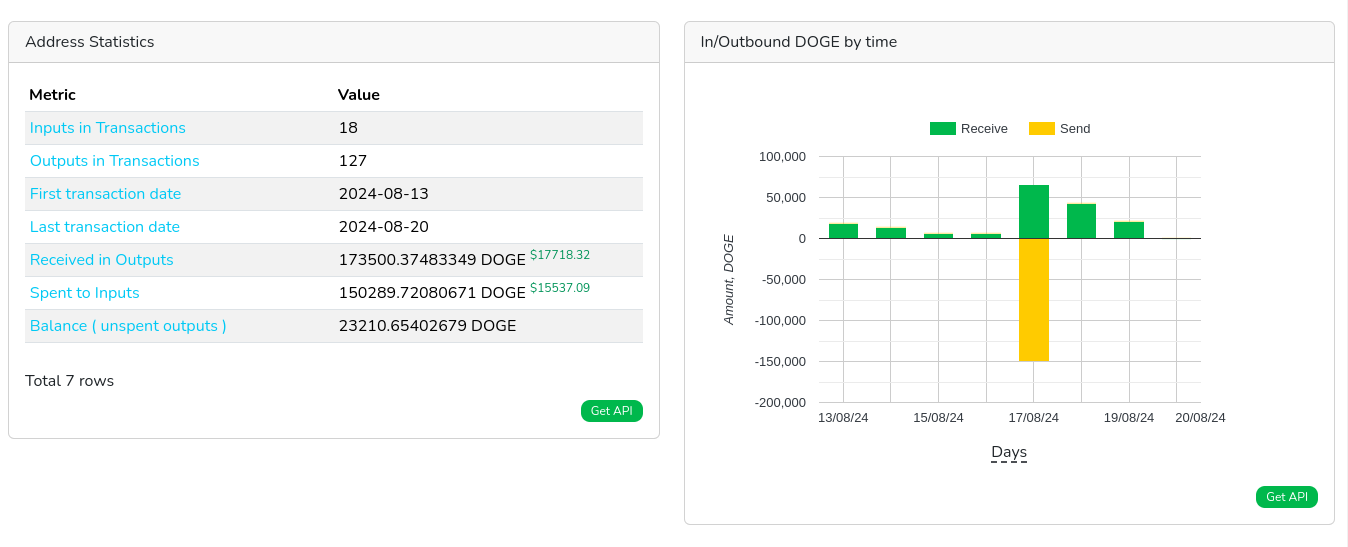 Address Statistics
Metric Value
Inputs in Transactions 18
Outputs in Transactions 127
First transaction date 2024-08-13
Last transaction date 2024-08-20
Received in Outputs 173500.37483349 DOGE $17718.32
Spent to Inputs 150289.72080671 DOGE $15537.09
Balance ( unspent outputs ) 23210.65402679 DOGE
Total 7 rows
Get API
In/Outbound DOGE by time
Receive Send
100,000
50,000
0
-50,000
-100,000
-150,000
-200,000
Amount, DOGE
13/08/24 15/08/24 17/08/24 19/08/24 20/08/24
Days
Get API